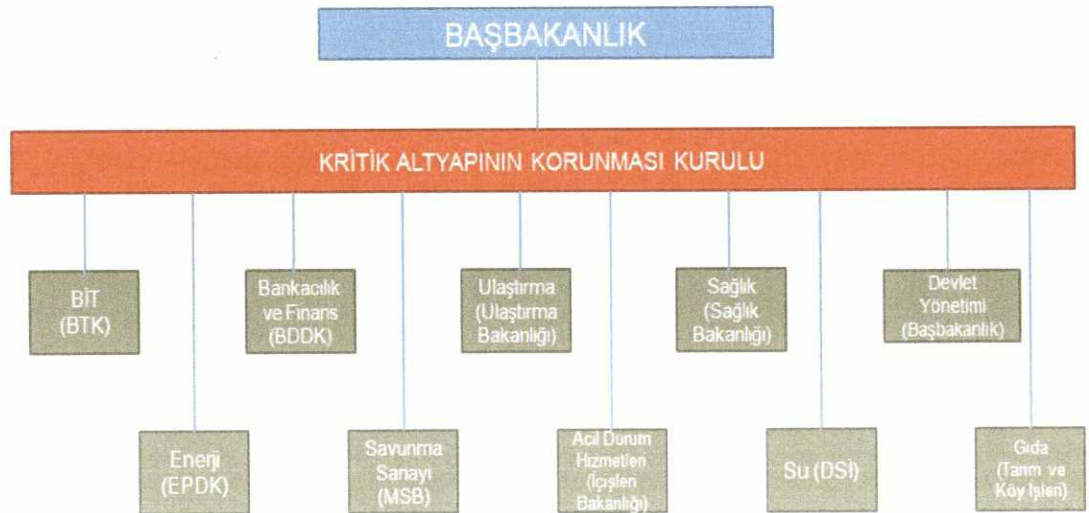 BAŞBAKANLIK
KRİTİK ALTYAPININ KORUNMASI KURULU
BİT
(BTK)
Bankacılık
ve Finans
(BDDK)
Ulaştırma
(Ulaştırma
Bakanlığı)
Sağlık
(Sağlık
Bakanlığı)
Devlet
Yönetimi
(Başbakanlık)
Enerji
(EPDK)
Savunma
Sanayı
(MSB)
Acil Durum
Hizmetleri
(İçişleri
Bakanlığı)
Su (DSİ)
Gıda
(Tarım ve
Köy İşleri)